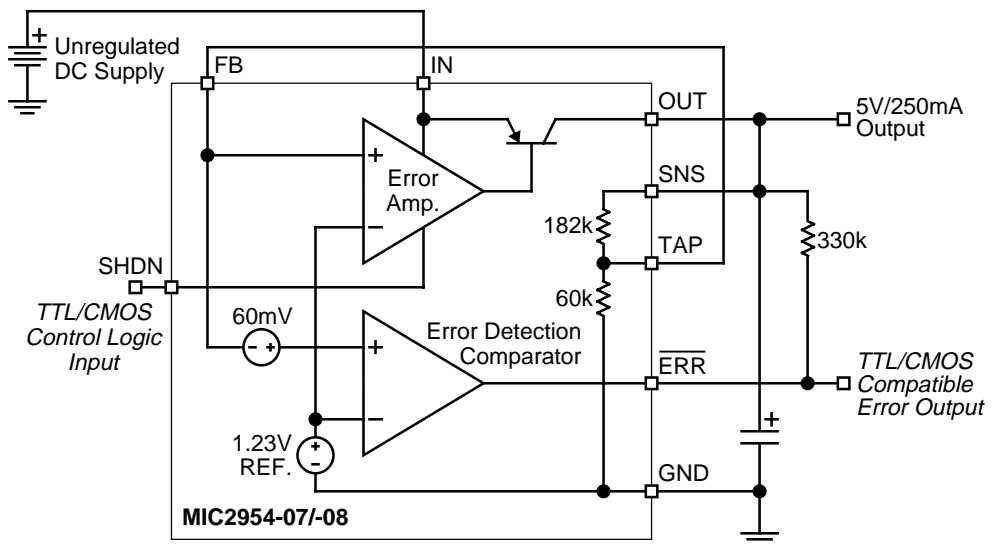 Unregulated
DC Supply
FB
IN
OUT
5V/250mA
Output
SNS
Error
Amp.
182k
330k
TAP
SHDN
60k
TTL/CMOS
Control Logic
Input
60mV
Error Detection
Comparator
ERR
TTL/CMOS
Compatible
Error Output
1.23V
REF.
GND
MIC2954-07/-08